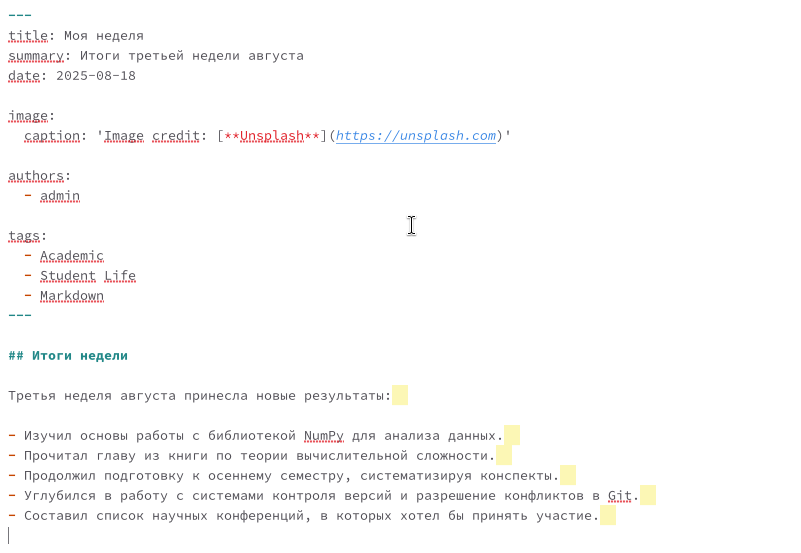 ---
title: Моя неделя
summary: Итоги третьей недели августа
date: 2025-08-18
image:
caption: 'Image credit: [**Unsplash**](https://unsplash.com)'
authors:
- admin
tags:
- Academic
- Student Life
- Markdown
---
## Итоги недели
Третья неделя августа принесла новые результаты:
- Изучил основы работы с библиотекой NumPy для анализа данных.
- Прочитал главу из книги по теории вычислительной сложности.
- Продолжил подготовку к осеннему семестру, систематизируя конспекты.
- Углубился в работу с системами контроля версий и разрешение конфликтов в Git.
- Составил список научных конференций, в которых хотел бы принять участие.